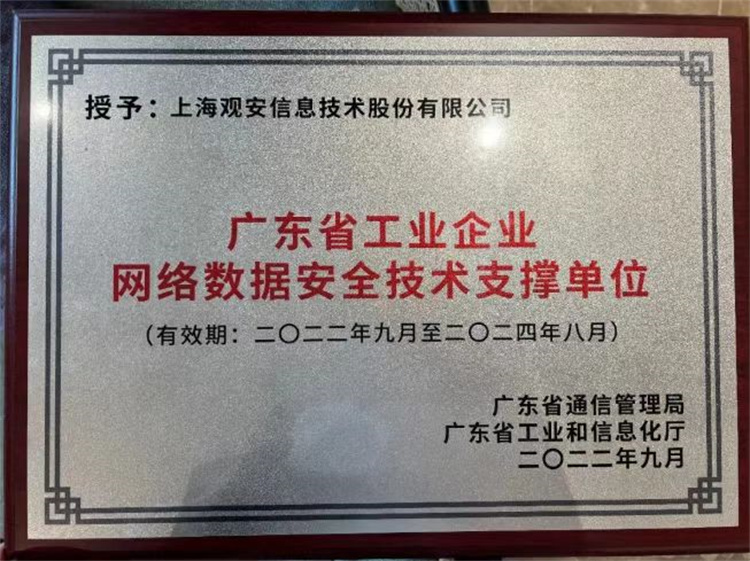 授予：上海观安信息技术股份有限公司
广东省工业企业
网络数据安全技术支撑单位
（有效期：二〇二二年九月至二〇二四年八月）
广东省通信管理局
广东省工业和信息化厅
二〇二二年九月